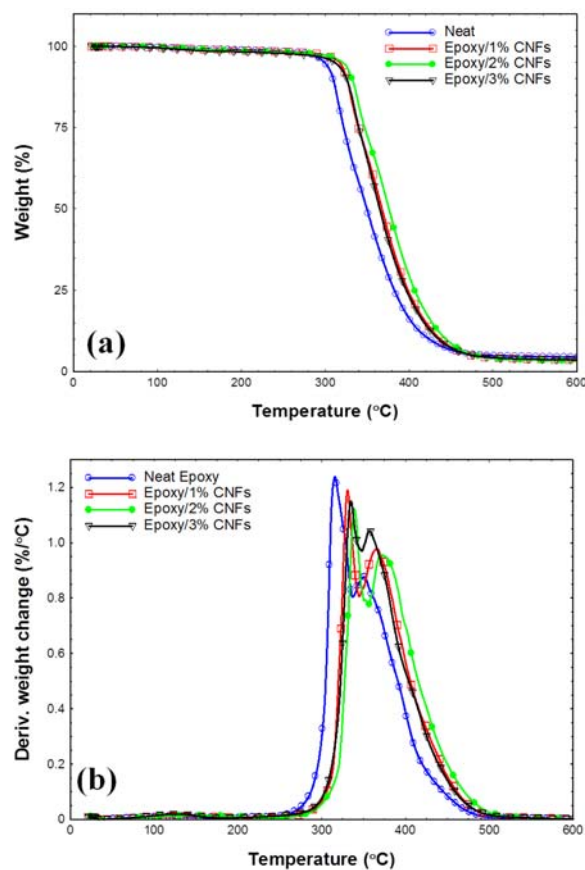 100
75
50
25
0
Weight (%)
Neat
Epoxy/1% CNFs
Epoxy/2% CNFs
Epoxy/3% CNFs
(a)
0 100 200 300 400 500 600
Temperature (°C)
1.2
1.0
0.8
0.6
0.4
0.2
0
Deriv. weight change (%/°C)
Neat Epoxy
Epoxy/1% CNFs
Epoxy/2% CNFs
Epoxy/3% CNFs
(b)
0 100 200 300 400 500 600
Temperature (°C)